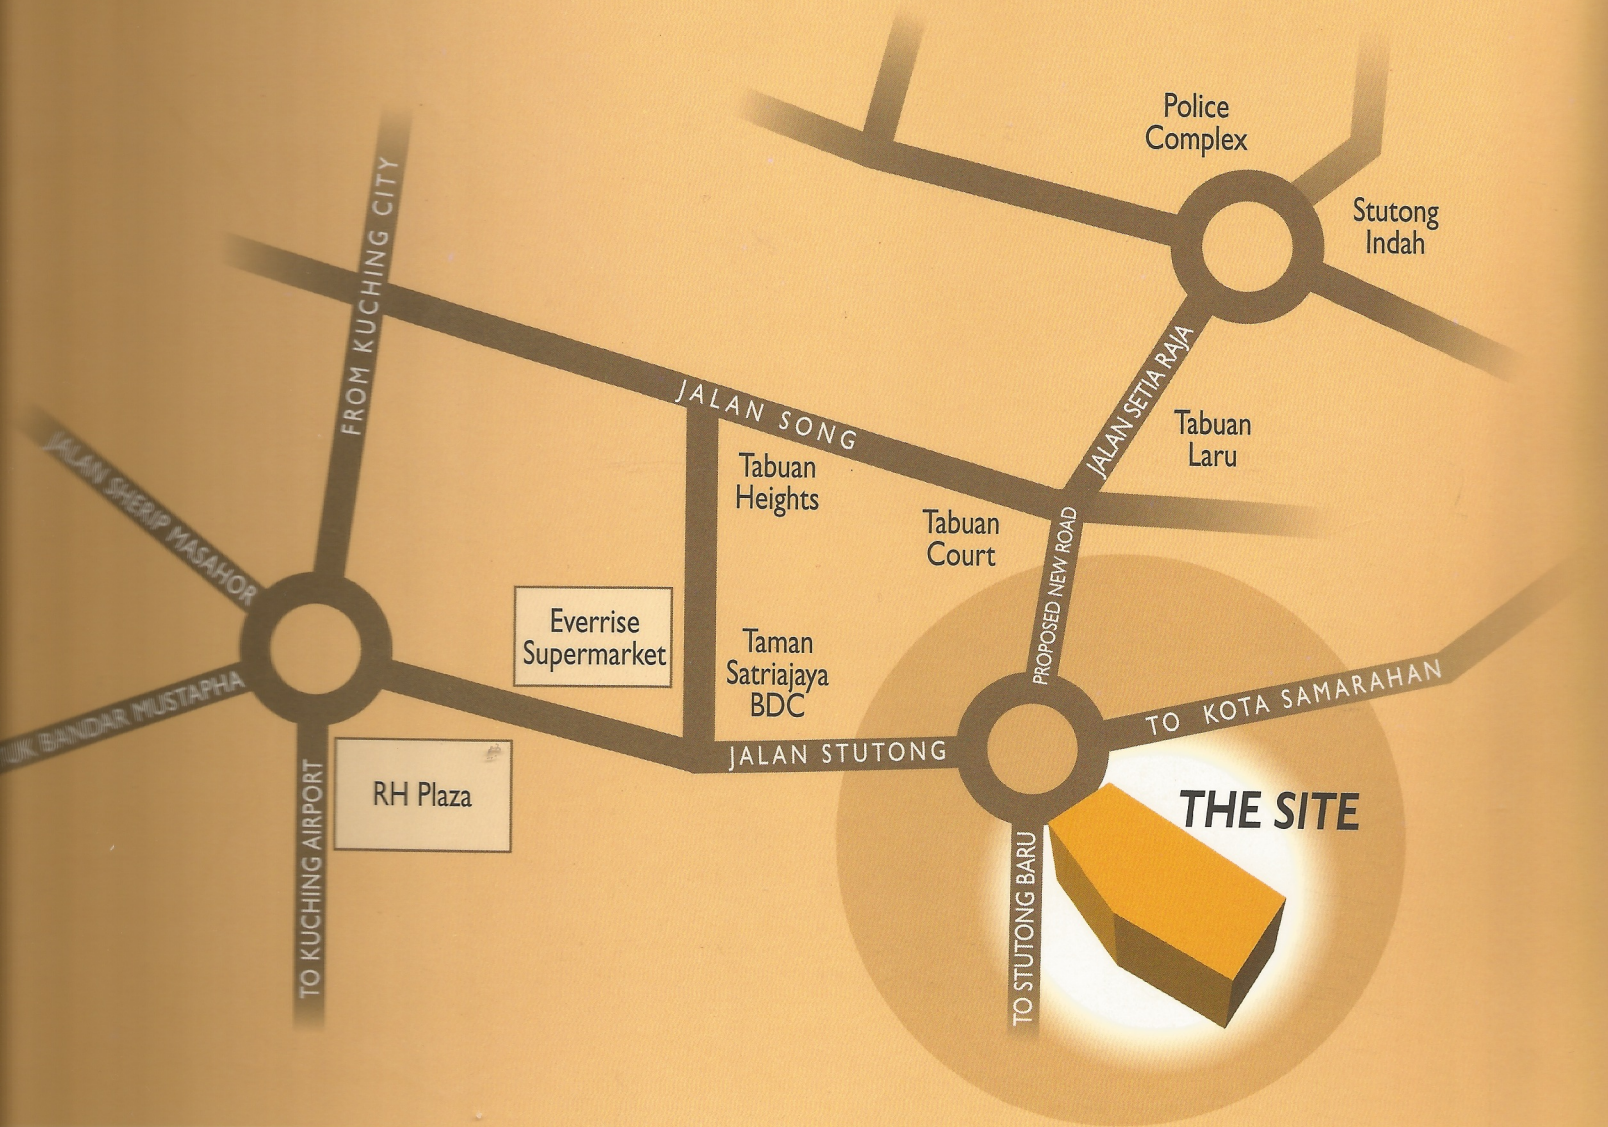 Police
Complex
Stutong
Indah
FROM KUCHING CITY
JALAN SETIA RAJA
JALAN SONG
Tabuan
Laru
Tabuan
Heights
Tabuan
Court
JALAN SHERIP MASAHOR
PROPOSED NEW ROAD
Everrise
Supermarket
Taman
Satriajaya
BDC
TO KOTA SAMARAHAN
BANDAR MUSTAPHA
JALAN STUTONG
RH Plaza
THE SITE
TO KUCHING AIRPORT
TO STUTONG BARU